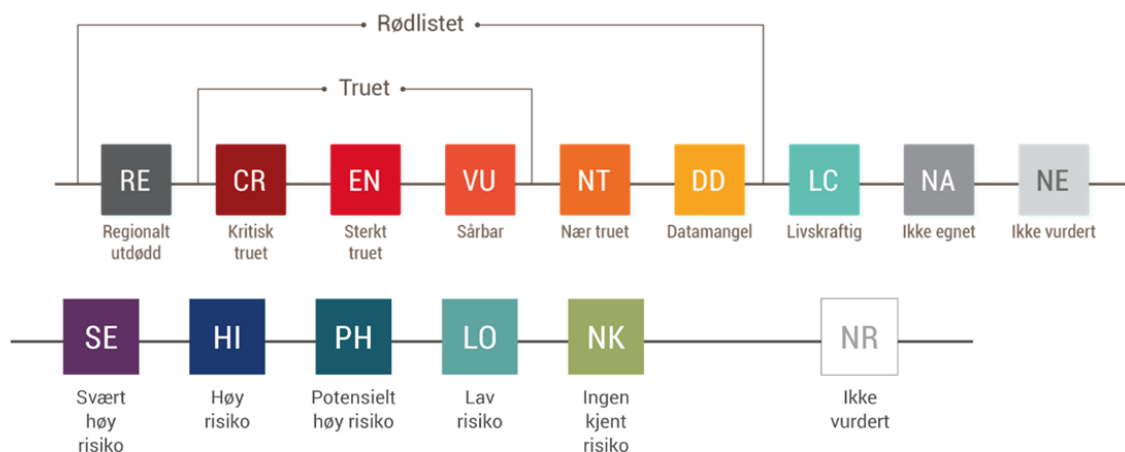 Rødlistet
Truet
RE CR EN VU NT DD LC NA NE
Regionalt Kritisk Sterkt Sårbar Nær truet Datamangel Livskraftig Ikke egnet Ikke vurdert
utdødd truet truet
SE HI PH LO NK NR
Svært Høy Potensielt Lav Ingen Ikke
høy risiko høy risiko risiko kjent vurdert
risiko risiko